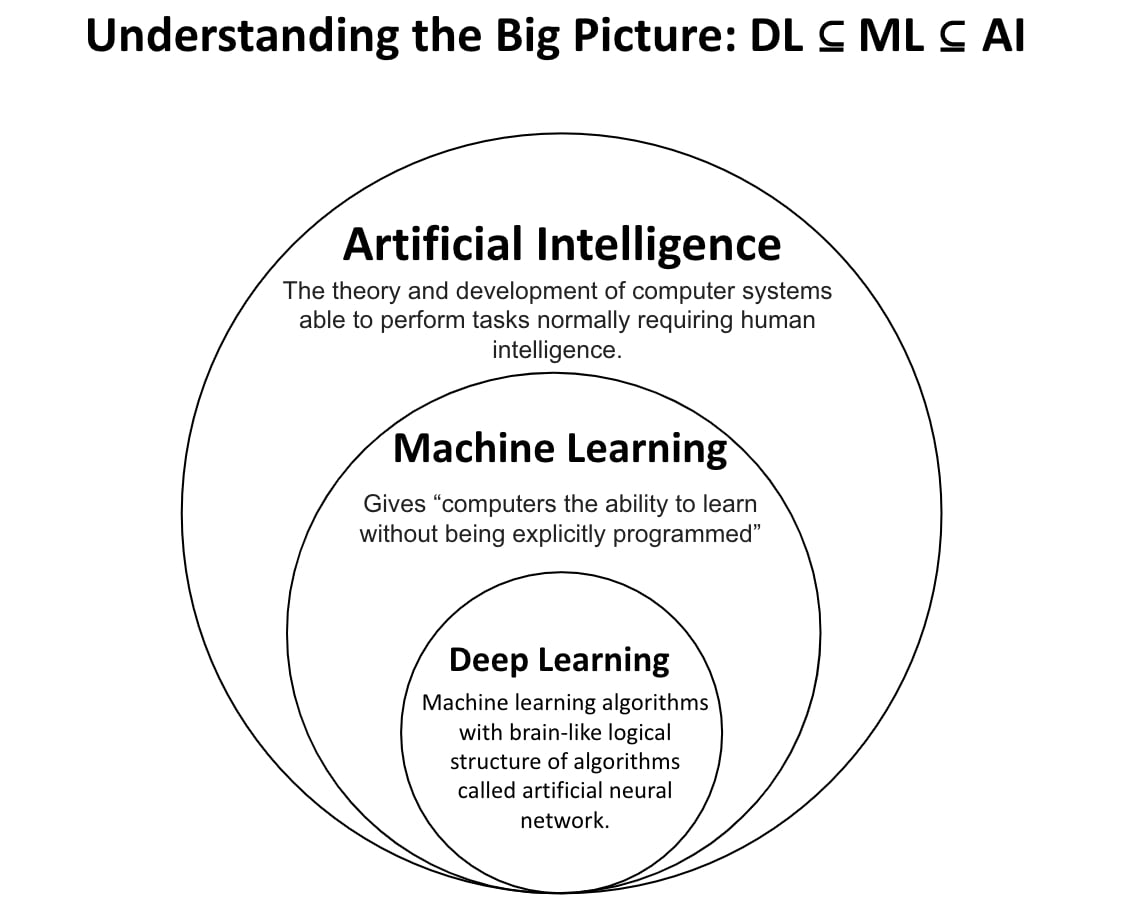 Understanding the Big Picture: DL ⊆ ML ⊆ AI
Artificial Intelligence
The theory and development of computer systems
able to perform tasks normally requiring human
intelligence.
Machine Learning
Gives “computers the ability to learn
without being explicitly programmed”
Deep Learning
Machine learning algorithms
with brain-like logical
structure of algorithms
called artificial neural
network.